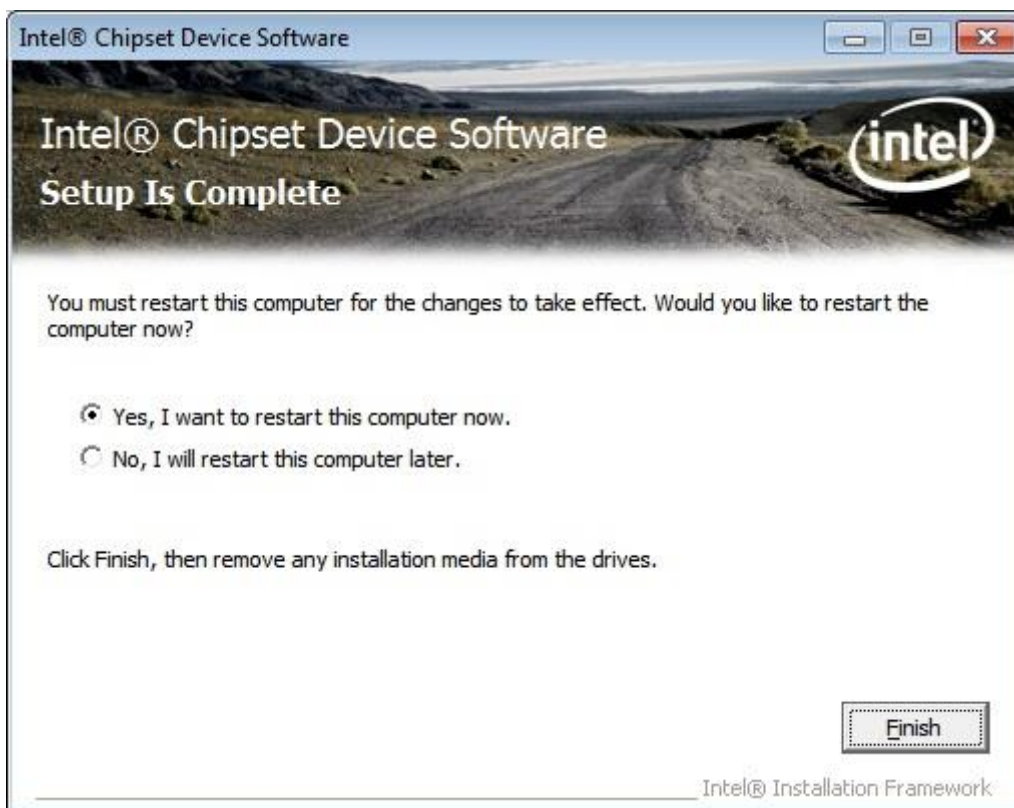 Intel® Chipset Device Software
Intel® Chipset Device Software
intel
Setup Is Complete
You must restart this computer for the changes to take effect. Would you like to restart the
computer now?
Yes, I want to restart this computer now.
No, I will restart this computer later.
Click Finish, then remove any installation media from the drives.
Finish
Intel® Installation Framework